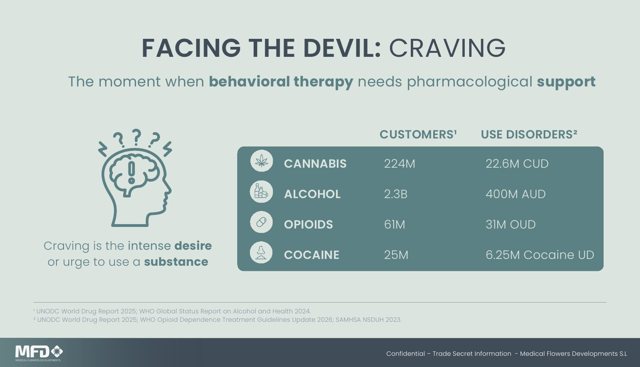 FACING THE DEVIL: CRAVING
The moment when behavioral therapy needs pharmacological support
CUSTOMERS¹ USE DISORDERS²
CANNABIS 224M 22.6M CUD
ALCOHOL 2.3B 400M AUD
OPIOIDS 61M 31M OUD
COCAINE 25M 6.25M Cocaine UD
Craving is the intense desire
or urge to use a substance
¹ UNODC World Drug Report 2025; WHO Global Status Report on Alcohol and Health 2024.
² UNODC World Drug Report 2025; WHO Opioid Dependence Treatment Guidelines Update 2026; SAMHSA NSDUH 2023.
MFD
MEDICAL FLOWERS DEVELOPMENTS
Confidential - Trade Secret Information - Medical Flowers Developments S.L